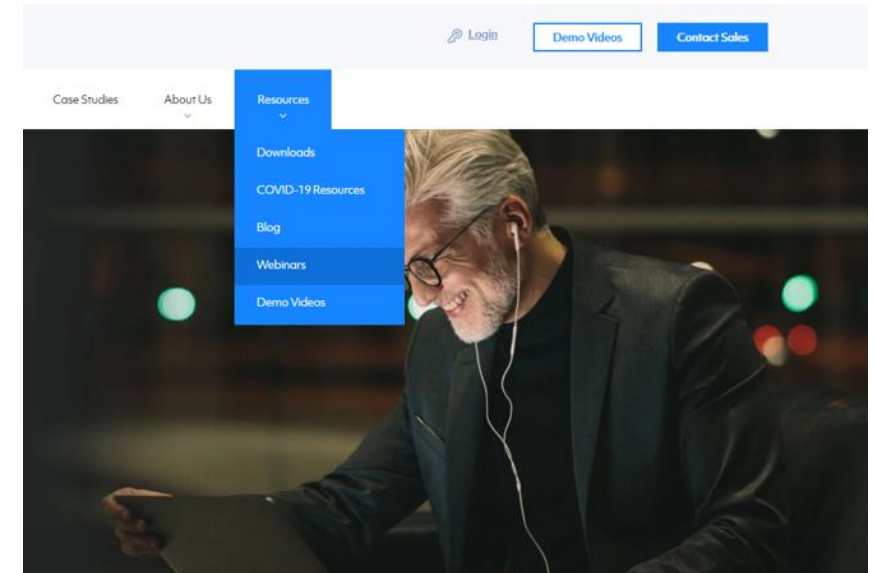 Login
Demo Videos
Contact Sales
Case Studies
About Us
Resources
Downloads
COVID-19 Resources
Blog
Webinars
Demo Videos